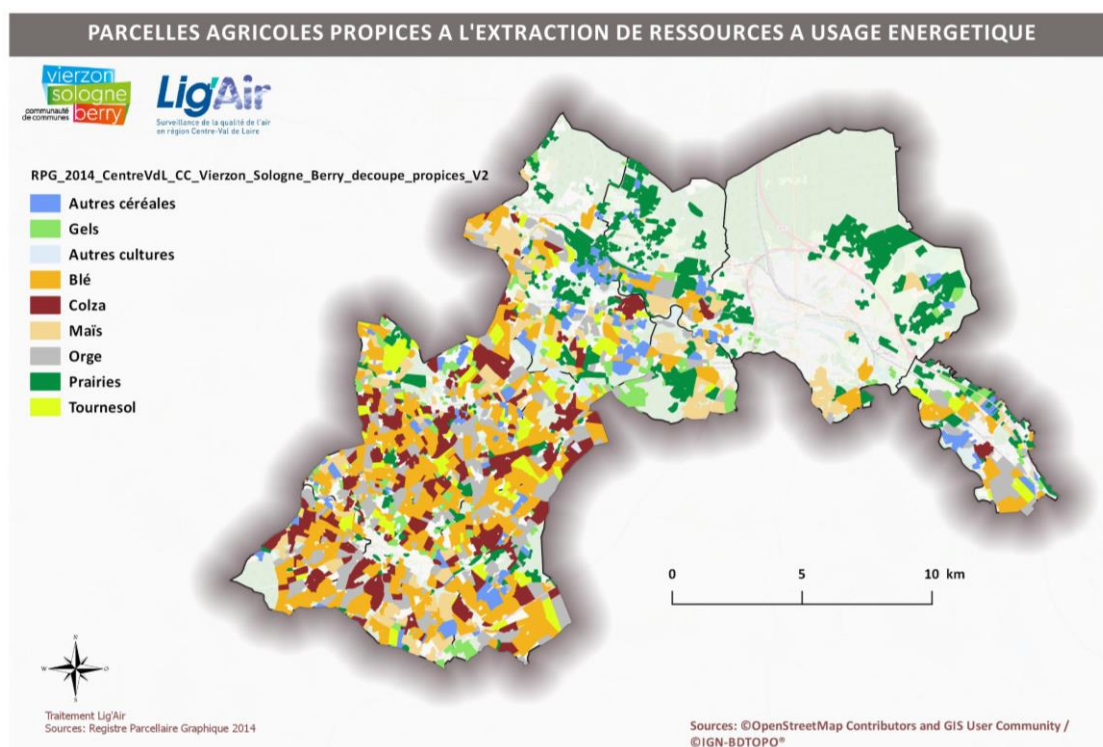 PARCELLES AGRICOLES PROPICES A L'EXTRACTION DE RESSOURCES A USAGE ENERGETIQUE
vierzon
sologne
communauté
de communes
berry
Lig'Air
Surveillance de la qualité de l'air
en région Centre-Val de Loire
RPG_2014_CentreVdL_CC_Vierzon_Sologne_Berry_decoupe_propices_V2
Autres céréales
Gels
Autres cultures
Blé
Colza
Maïs
Orge
Prairies
Tournesol
0 5 10 km
N
W O
S
Traitement Lig'Air
Sources: Registre Parcellaire Graphique 2014
Sources: ©OpenStreetMap Contributors and GIS User Community /
©IGN-BDTOPO®